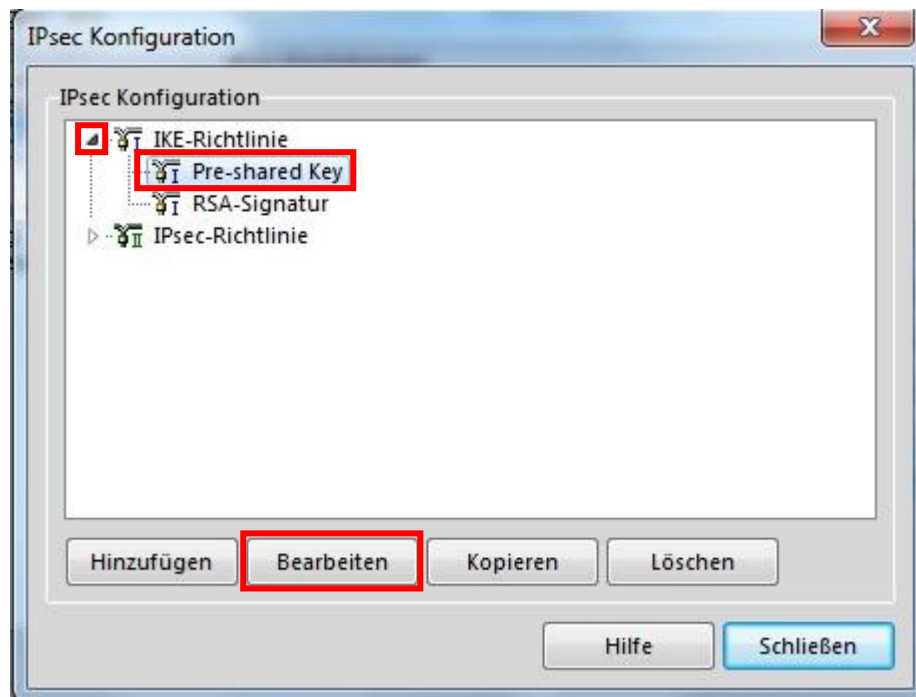 IPsec Konfiguration
IPsec Konfiguration
IKE-Richtlinie
Pre-shared Key
RSA-Signatur
IPsec-Richtlinie
Hinzufügen Bearbeiten Kopieren Löschen
Hilfe Schließen